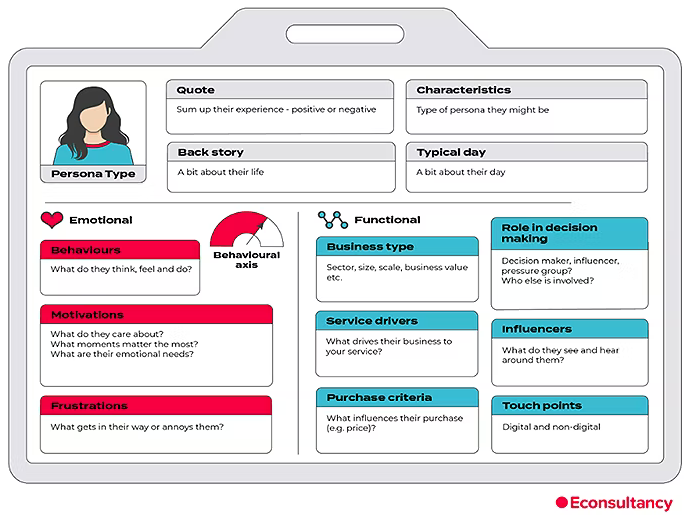 Quote
Sum up their experience - positive or negative
Characteristics
Type of persona they might be
Persona Type
Back story
A bit about their life
Typical day
A bit about their day
Emotional
Behavioural
axis
Behaviours
What do they think, feel and do?
Motivations
What do they care about?
What moments matter the most?
What are their emotional needs?
Frustrations
What gets in their way or annoys them?
Functional
Business type
Sector, size, scale, business value
etc.
Role in decision
making
Decision maker, influencer,
pressure group?
Who else is involved?
Service drivers
What drives their business to
your service?
Influencers
What do they see and hear
around them?
Purchase criteria
What influences their purchase
(e.g. price)?
Touch points
Digital and non-digital
Econsultancy